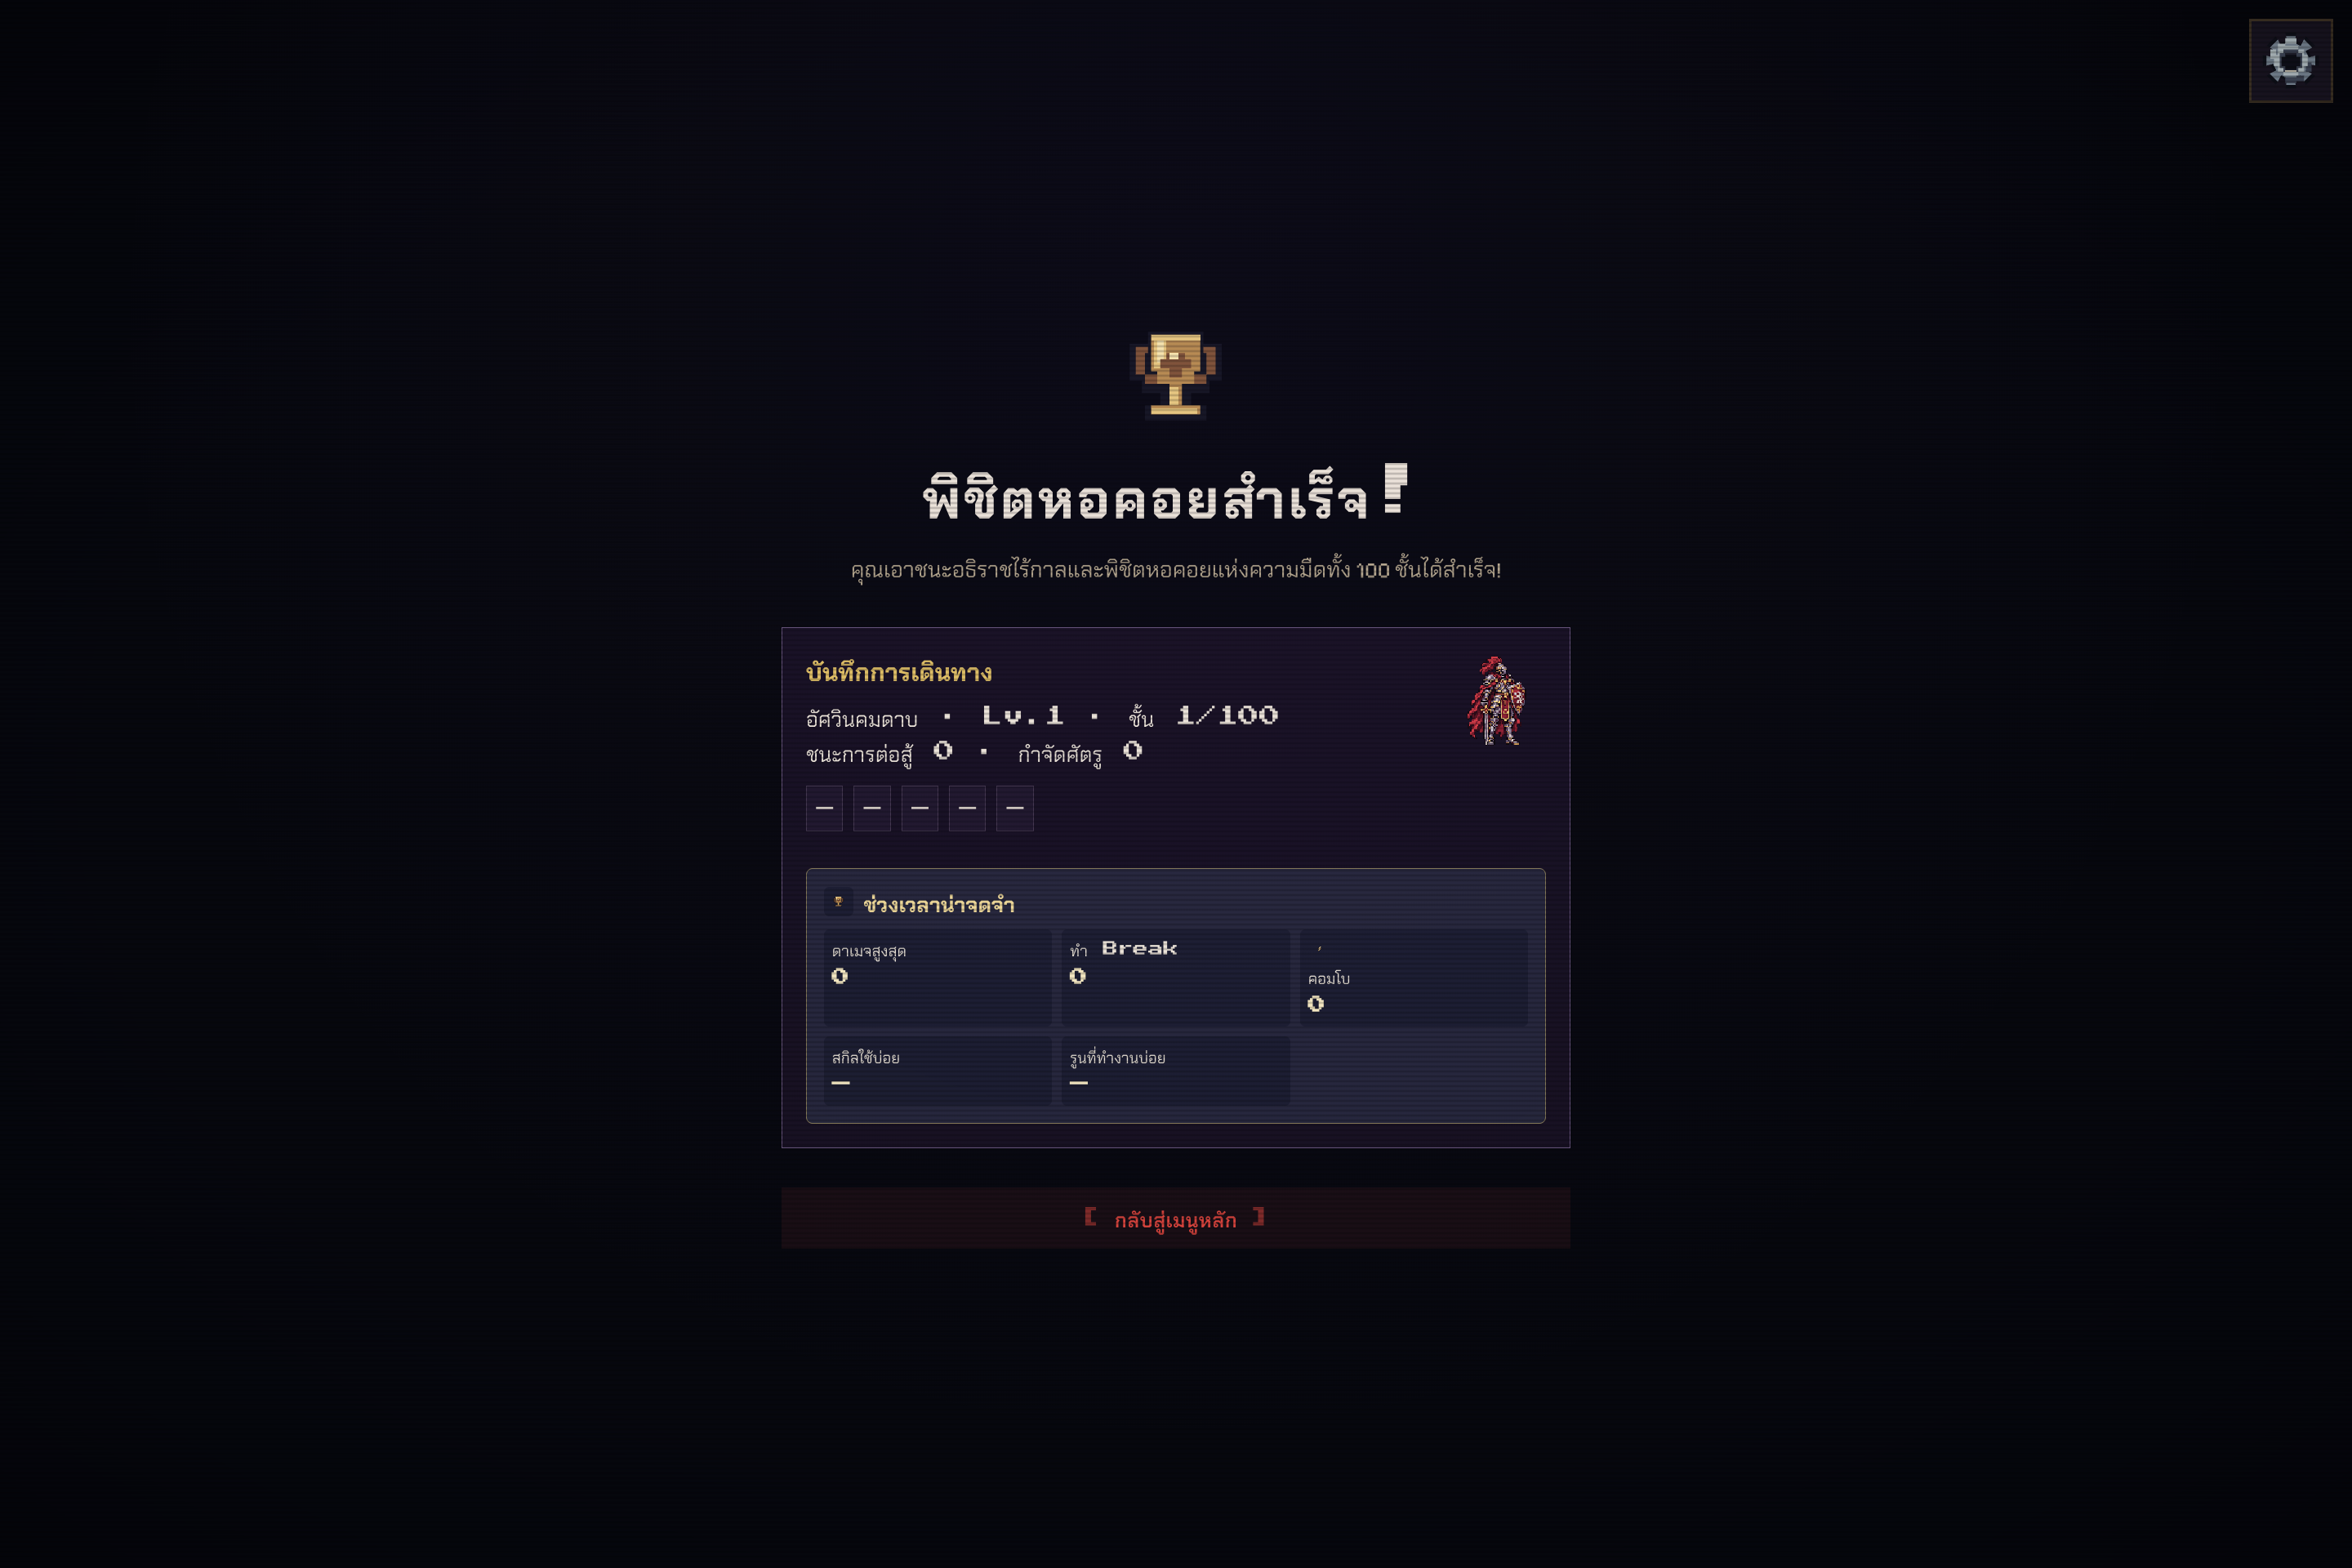 พิชิตหอคอยสำเร็จ!
คุณเอาชนะอธิราชไร้กาลและพิชิตหอคอยแห่งความมืดทั้ง 100 ชั้นได้สำเร็จ!
บันทึกการเดินทาง
อัศวินคมดาบ · Lv.1 · ชั้น 1/100
ชนะการต่อสู้ 0 · กำจัดศัตรู 0
— — — — —
ช่วงเวลาน่าจดจำ
ดาเมจสูงสุด
0
ทำ Break
0
คอมโบ
0
สกิลใช้บ่อย
—
รูนที่ทำงานบ่อย
—
[ กลับสู่เมนูหลัก ]